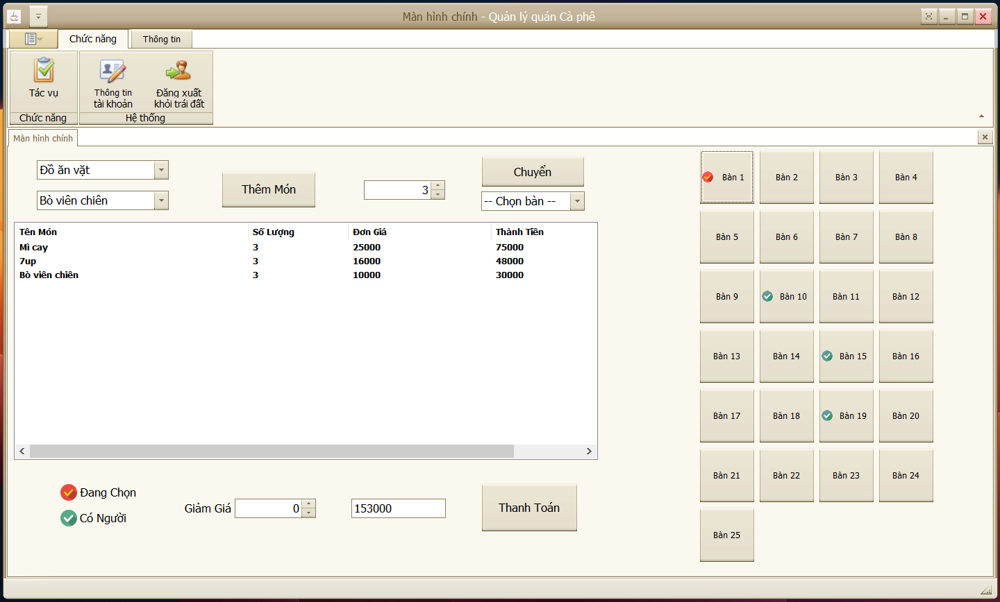 Màn hình chính - Quản lý quán Cà phê
Chức năng
Thông tin
Tác vụ
Thông tin
tài khoản
Đăng xuất
khỏi trái đất
Chức năng
Hệ thống
Màn hình chính
Đồ ăn vặt
Bò viên chiên
Thêm Món
3
Chuyển
-- Chọn bàn --
Tên Món Số Lượng Đơn Giá Thành Tiền
Mì cay 3 25000 75000
7up 3 16000 48000
Bò viên chiên 3 10000 30000
Đang Chọn
Có Người
Giảm Giá 0 153000
Thanh Toán
Bàn 1 Bàn 2 Bàn 3 Bàn 4
Bàn 5 Bàn 6 Bàn 7 Bàn 8
Bàn 9 Bàn 10 Bàn 11 Bàn 12
Bàn 13 Bàn 14 Bàn 15 Bàn 16
Bàn 17 Bàn 18 Bàn 19 Bàn 20
Bàn 21 Bàn 22 Bàn 23 Bàn 24
Bàn 25